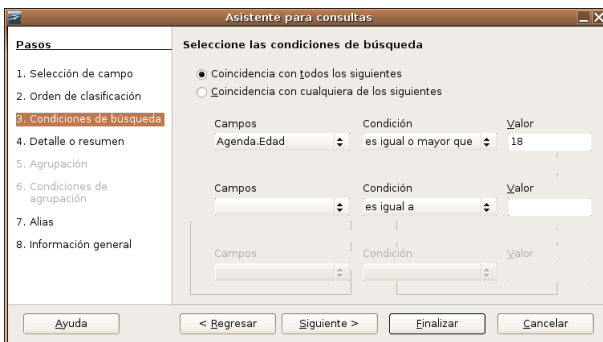 Asistente para consultas
Pasos
1. Selección de campo
2. Orden de clasificación
3. Condiciones de búsqueda
4. Detalle o resumen
5. Agrupación
6. Condiciones de
agrupación
7. Alias
8. Información general
Seleccione las condiciones de búsqueda
Coincidencia con todos los siguientes
Coincidencia con cualquiera de los siguientes
Campos Condición Valor
Agenda.Edad es igual o mayor que 18
Campos Condición Valor
es igual a
Campos Condición Valor
Ayuda < Regresar Siguiente > Finalizar Cancelar